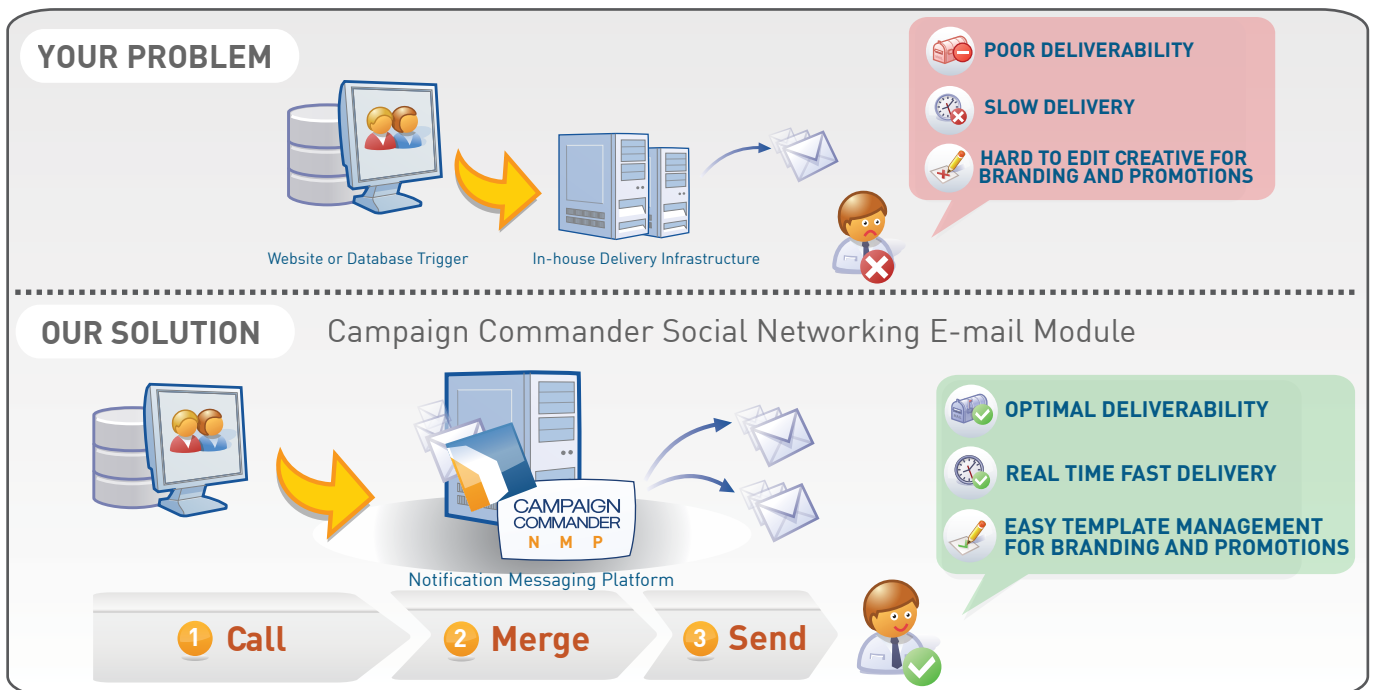 YOUR PROBLEM
POOR DELIVERABILITY
SLOW DELIVERY
HARD TO EDIT CREATIVE FOR
BRANDING AND PROMOTIONS
Website or Database Trigger
In-house Delivery Infrastructure
OUR SOLUTION
Campaign Commander Social Networking E-mail Module
OPTIMAL DELIVERABILITY
REAL TIME FAST DELIVERY
EASY TEMPLATE MANAGEMENT
FOR BRANDING AND PROMOTIONS
CAMPAIGN
COMMANDER
N M P
Notification Messaging Platform
1 Call
2 Merge
3 Send